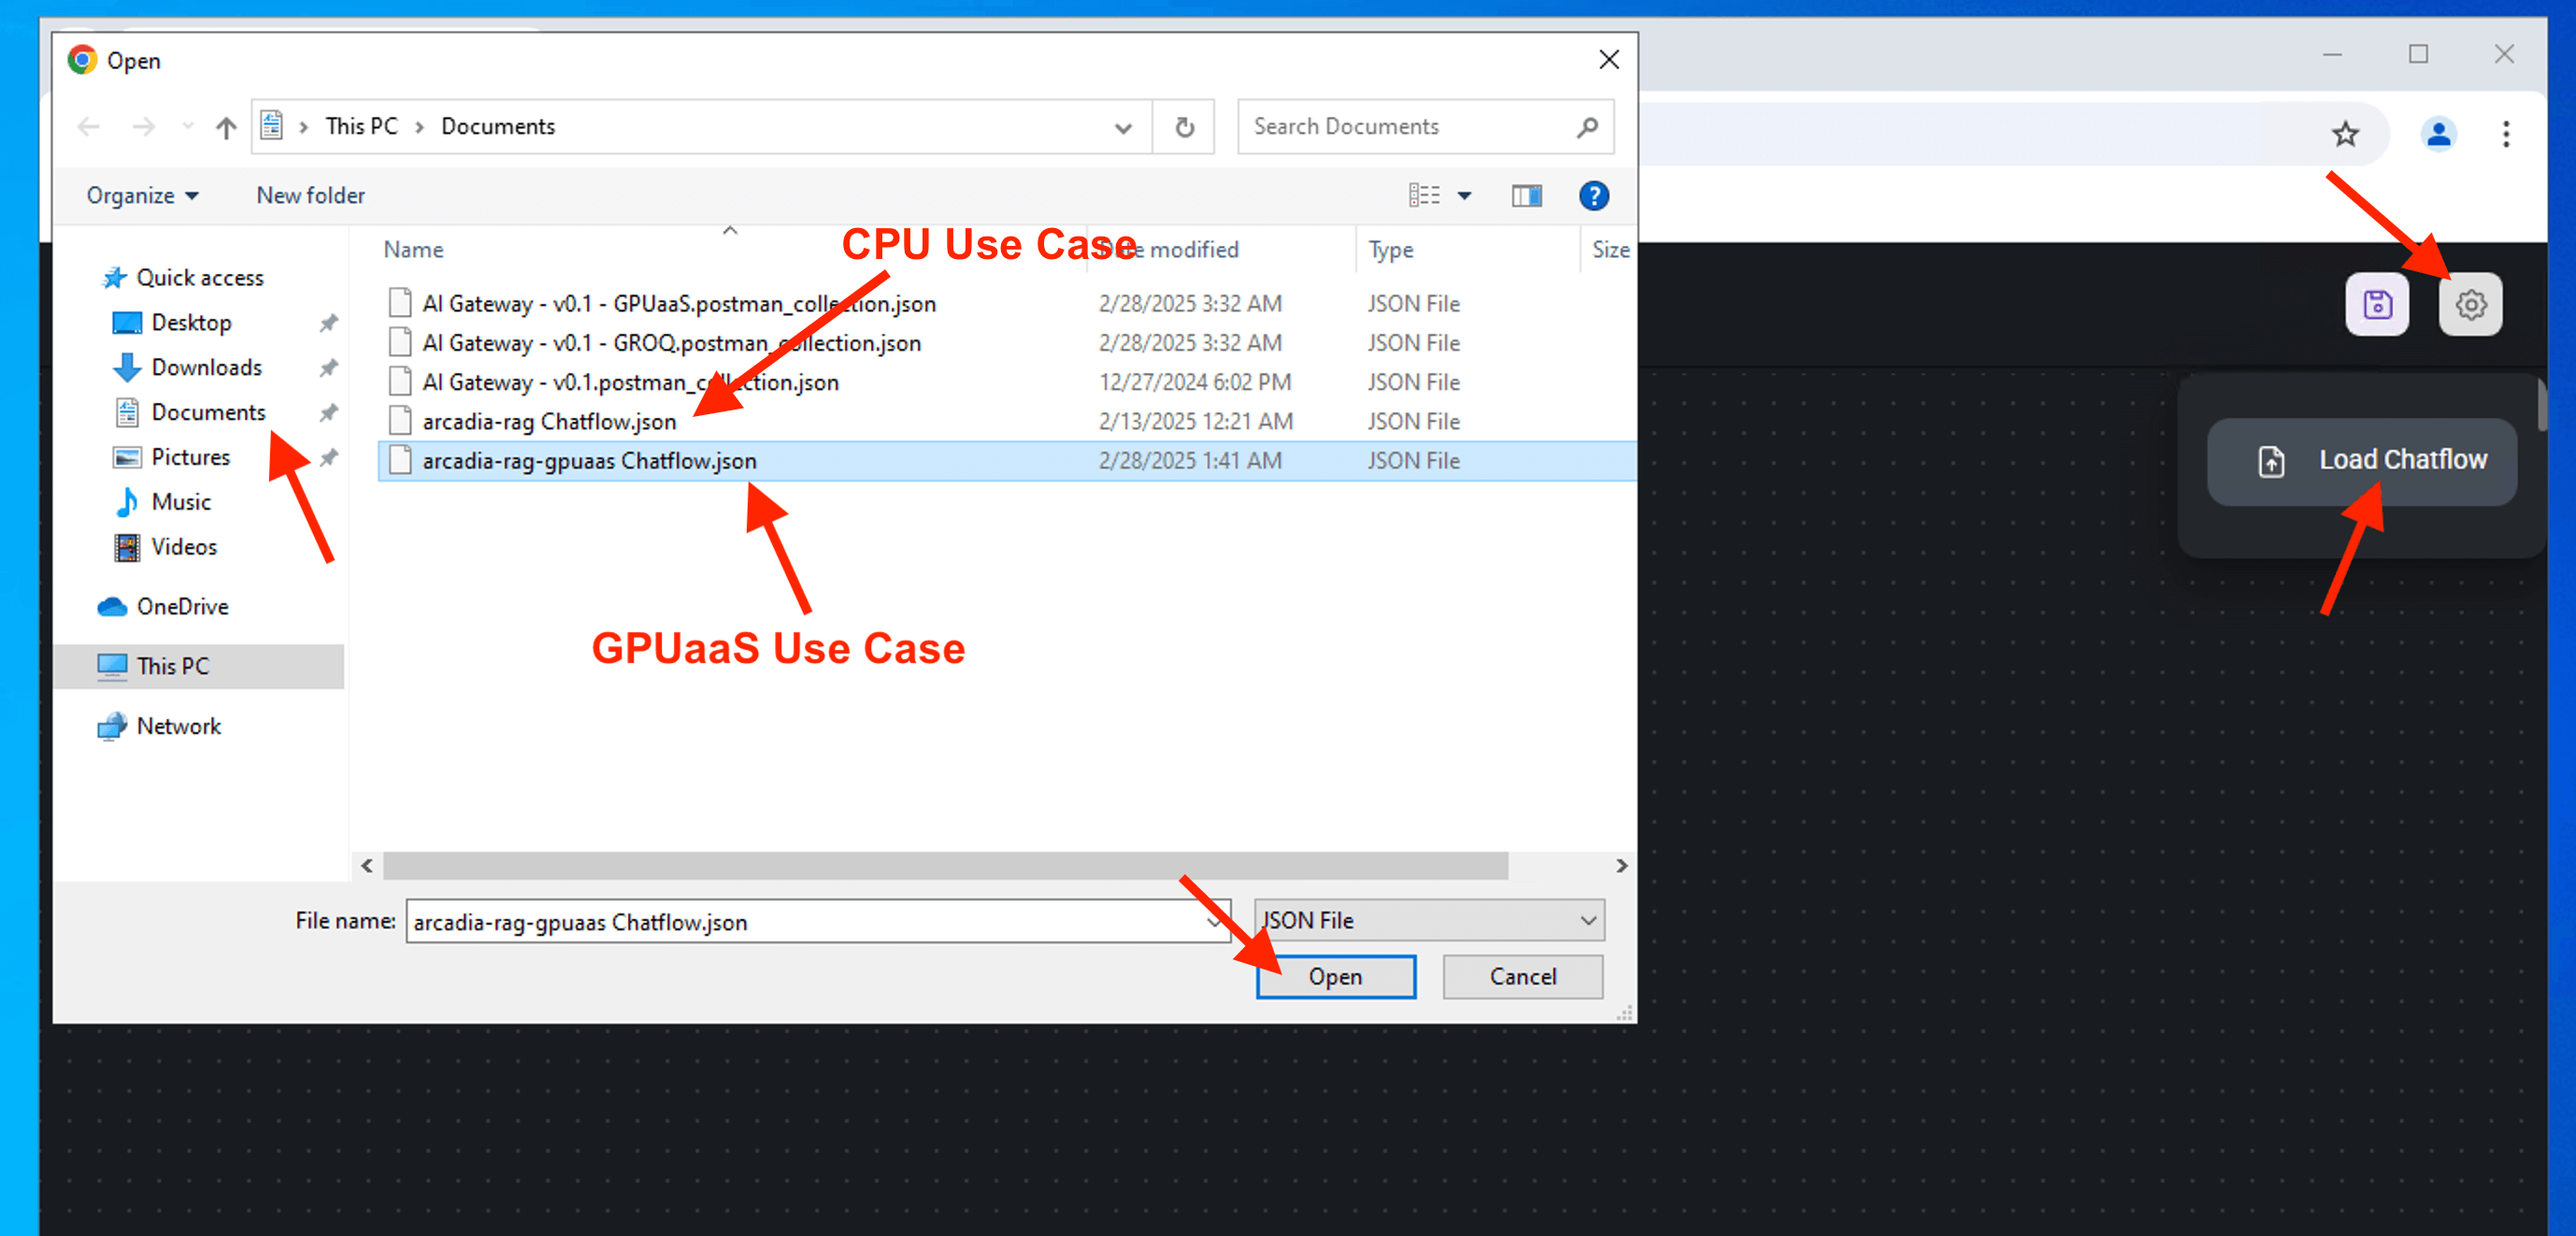 Open
This PC
Documents
Search Documents
Organize
New folder
CPU Use Case
Name
Date modified
Type
Size
AI Gateway - v0.1 - GPUaaS.postman_collection.json 2/28/2025 3:32 AM JSON File
AI Gateway - v0.1 - GROQ.postman_collection.json 2/28/2025 3:32 AM JSON File
AI Gateway - v0.1.postman_collection.json 12/27/2024 6:02 PM JSON File
arcadia-rag Chatflow.json 2/13/2025 12:21 AM JSON File
arcadia-rag-gpuaas Chatflow.json 2/28/2025 1:41 AM JSON File
Quick access
Desktop
Downloads
Documents
Pictures
Music
Videos
OneDrive
This PC
Network
GPUaaS Use Case
Load Chatflow
File name: arcadia-rag-gpuaas Chatflow.json
JSON File
Open
Cancel